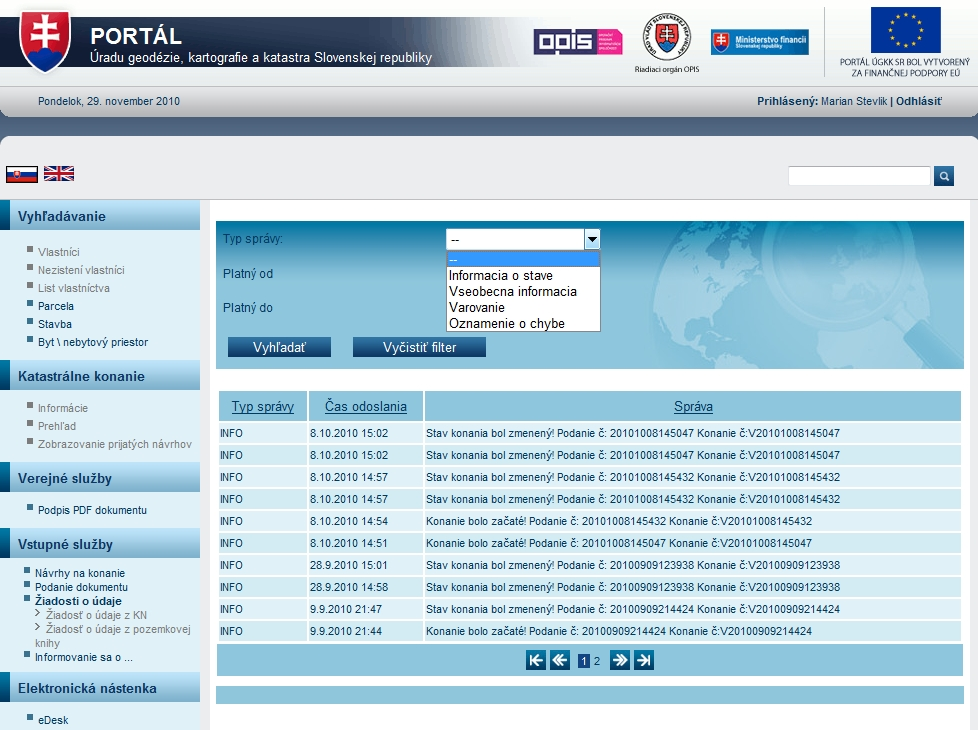 PORTÁL
Úradu geodézie, kartografie a katastra Slovenskej republiky
opis
Riadiaci orgán OPIS
Ministerstvo financií
Slovenskej republiky
PORTÁL ÚGKK SR BOL VYTVORENÝ
ZA FINANČNEJ PODPORY EÚ
Pondelok, 29. november 2010
Prihlásený: Marian Stevlik | Odhlásiť
Vyhľadávanie
Vlastníci
Nezistení vlastníci
List vlastníctva
Parcela
Stavba
Byt \ nebytový priestor
Katastrálne konanie
Informácie
Prehľad
Zobrazovanie prijatých návrhov
Verejné služby
Podpis PDF dokumentu
Vstupné služby
Návrhy na konanie
Podanie dokumentu
Žiadosti o údaje
Žiadosť o údaje z KN
Žiadosť o údaje z pozemkovej
knihy
Informovanie sa o ...
Elektronická nástenka
eDesk
Typ správy: --
--
Platný od
Informacia o stave
Vseobecna informacia
Platný do
Varovanie
Oznamenie o chybe
Vyhľadať Vyčistiť filter
Typ správy Čas odoslania Správa
INFO 8.10.2010 15:02 Stav konania bol zmenený! Podanie č: 20101008145047 Konanie č:V20101008145047
INFO 8.10.2010 15:02 Stav konania bol zmenený! Podanie č: 20101008145047 Konanie č:V20101008145047
INFO 8.10.2010 14:57 Stav konania bol zmenený! Podanie č: 20101008145432 Konanie č:V20101008145432
INFO 8.10.2010 14:57 Stav konania bol zmenený! Podanie č: 20101008145432 Konanie č:V20101008145432
INFO 8.10.2010 14:54 Konanie bolo začaté! Podanie č: 20101008145432 Konanie č:V20101008145432
INFO 8.10.2010 14:51 Konanie bolo začaté! Podanie č: 20101008145047 Konanie č:V20101008145047
INFO 28.9.2010 15:01 Stav konania bol zmenený! Podanie č: 20100909123938 Konanie č:V20100909123938
INFO 28.9.2010 14:58 Stav konania bol zmenený! Podanie č: 20100909123938 Konanie č:V20100909123938
INFO 9.9.2010 21:47 Stav konania bol zmenený! Podanie č: 20100909214424 Konanie č:V20100909214424
INFO 9.9.2010 21:44 Konanie bolo začaté! Podanie č: 20100909214424 Konanie č:V20100909214424
1 2